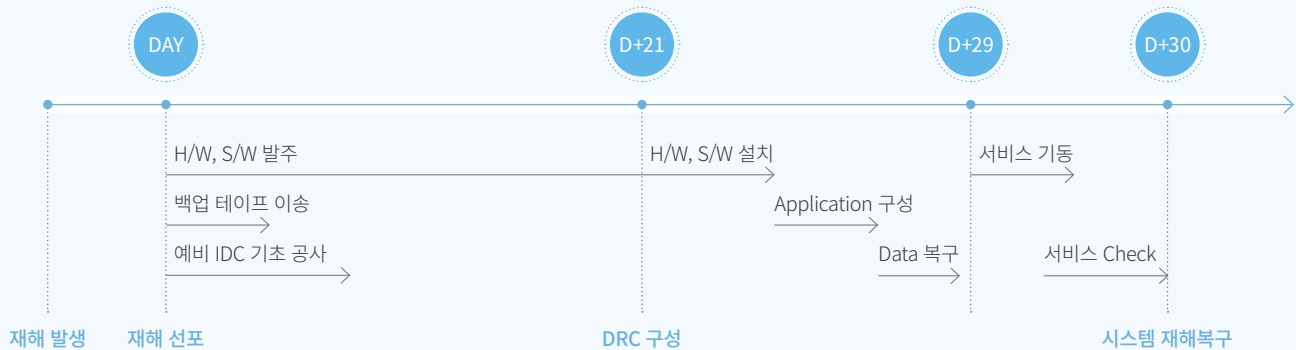 DAY
D+21
D+29
D+30
H/W, S/W 발주
H/W, S/W 설치
서비스 기동
백업 테이프 이송
Application 구성
예비 IDC 기초 공사
Data 복구
서비스 Check
재해 발생
재해 선포
DRC 구성
시스템 재해복구